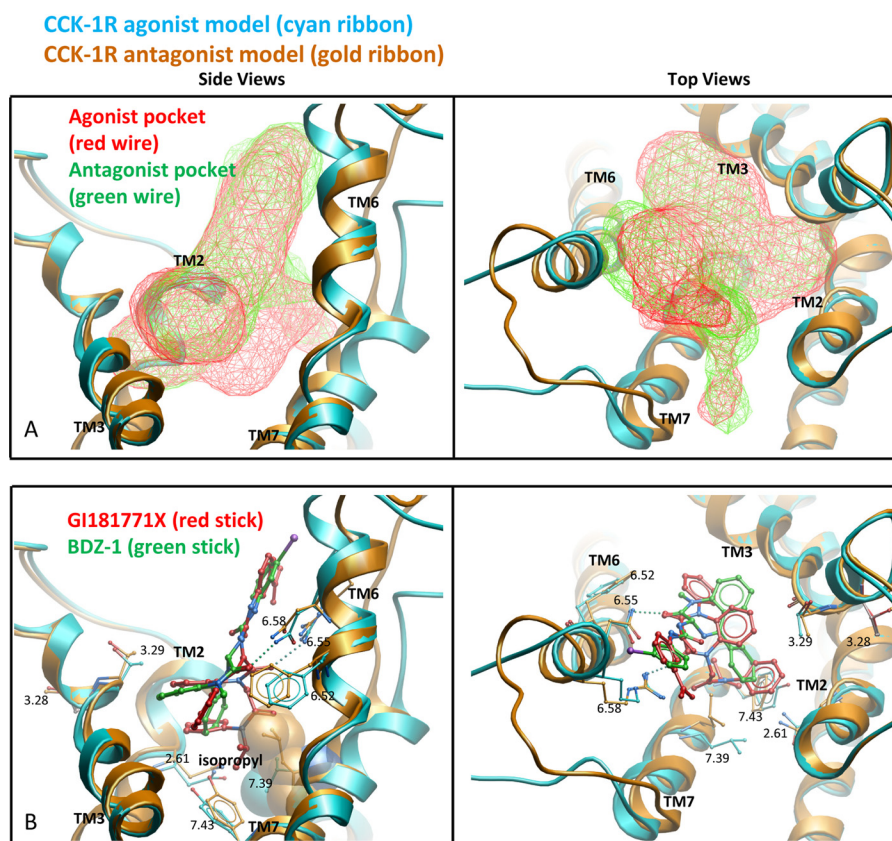 CCK-1R agonist model (cyan ribbon)
CCK-1R antagonist model (gold ribbon)
Side Views
Top Views
Agonist pocket
(red wire)
Antagonist pocket
(green wire)
TM6
TM2
TM3
TM7
A
TM6
TM3
TM2
TM7
GI181771X (red stick)
BDZ-1 (green stick)
TM6
6.58
6.55
3.29
TM2
3.28
6.52
isopropyl
2.61
7.39
7.43
TM3
TM7
B
TM3
TM6
6.52
6.55
3.29
3.28
TM2
6.58
7.43
2.61
7.39
TM7